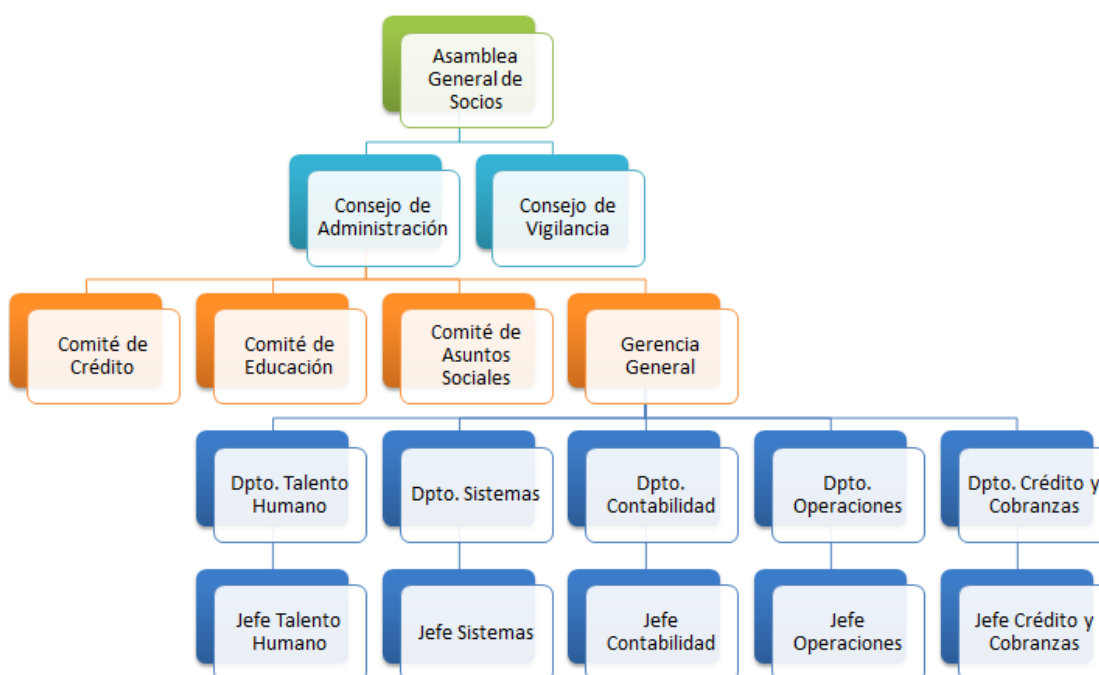 Asamblea
General de
Socios
Consejo de
Administración
Consejo de
Vigilancia
Comité de
Crédito
Comité de
Educación
Comité de
Asuntos
Sociales
Gerencia
General
Dpto. Talento
Humano
Dpto. Sistemas
Dpto.
Contabilidad
Dpto.
Operaciones
Dpto. Crédito y
Cobranzas
Jefe Talento
Humano
Jefe Sistemas
Jefe
Contabilidad
Jefe
Operaciones
Jefe Crédito y
Cobranzas